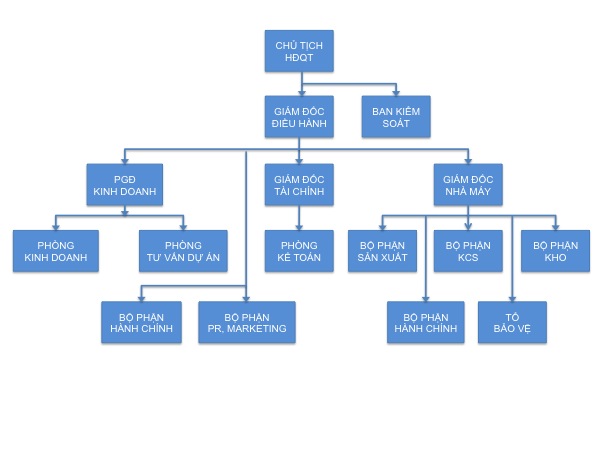 CHỦ TỊCH
HĐQT
GIÁM ĐỐC
ĐIỀU HÀNH
BAN KIỂM
SOÁT
PGĐ
KINH DOANH
GIÁM ĐỐC
TÀI CHÍNH
GIÁM ĐỐC
NHÀ MÁY
PHÒNG
KINH DOANH
PHÒNG
TƯ VẤN DỰ ÁN
PHÒNG
KẾ TOÁN
BỘ PHẬN
SẢN XUẤT
BỘ PHẬN
KCS
BỘ PHẬN
KHO
BỘ PHẬN
HÀNH CHÍNH
BỘ PHẬN
PR, MARKETING
BỘ PHẬN
HÀNH CHÍNH
TỔ
BẢO VỆ